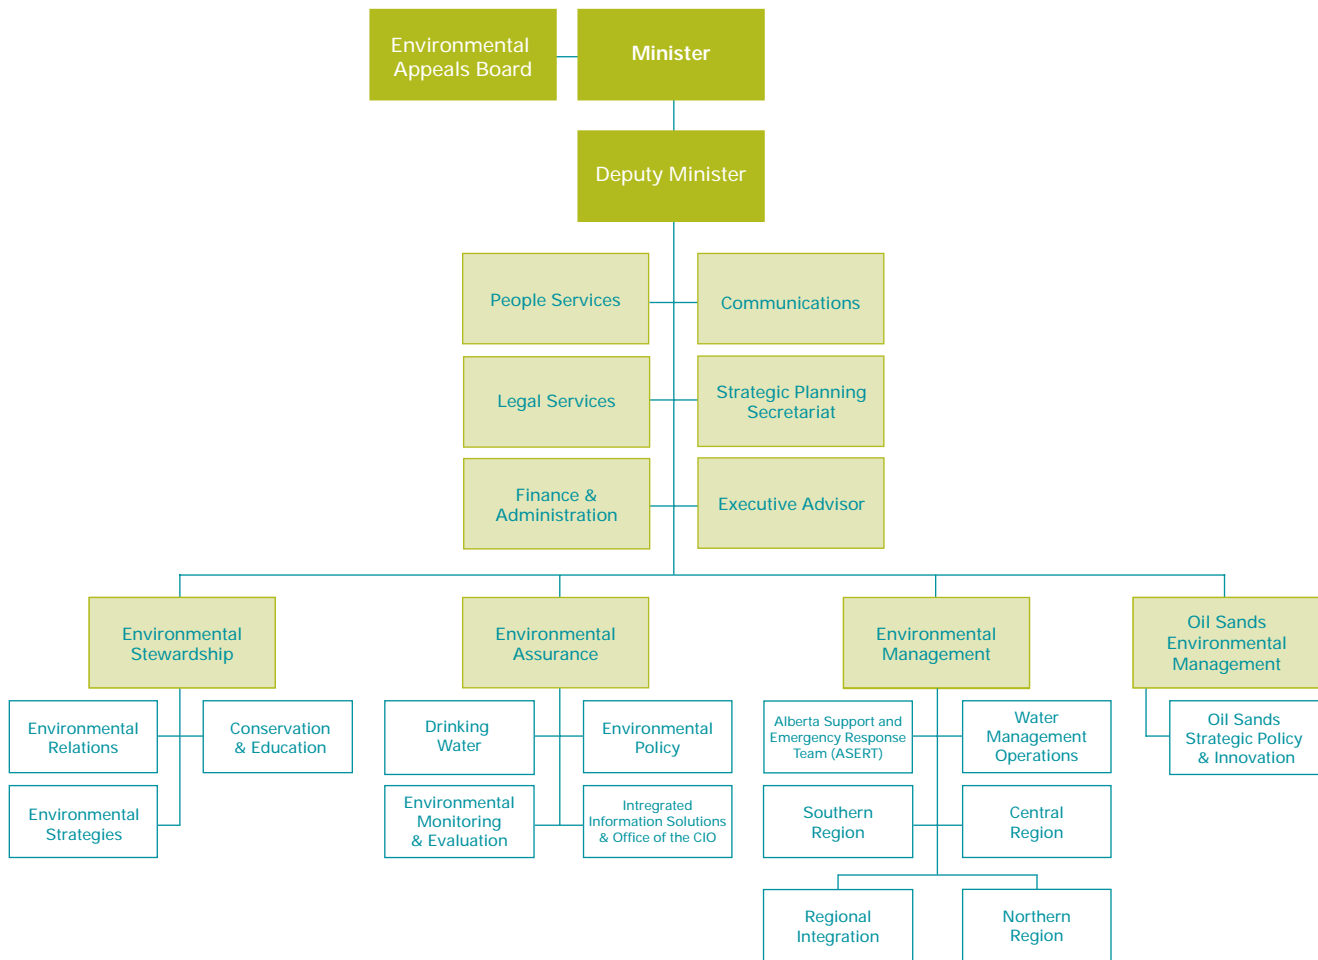 Environmental
Appeals Board
Minister
Deputy Minister
People Services
Communications
Legal Services
Strategic Planning
Secretariat
Finance &
Administration
Executive Advisor
Environmental
Stewardship
Environmental
Assurance
Environmental
Management
Oil Sands
Environmental
Management
Environmental
Relations
Conservation
& Education
Drinking
Water
Environmental
Policy
Alberta Support and
Emergency Response
Team (ASERT)
Water
Management
Operations
Oil Sands
Strategic Policy
& Innovation
Environmental
Strategies
Environmental
Monitoring
& Evaluation
Intregrated
Information Solutions
& Office of the CIO
Southern
Region
Central
Region
Regional
Integration
Northern
Region